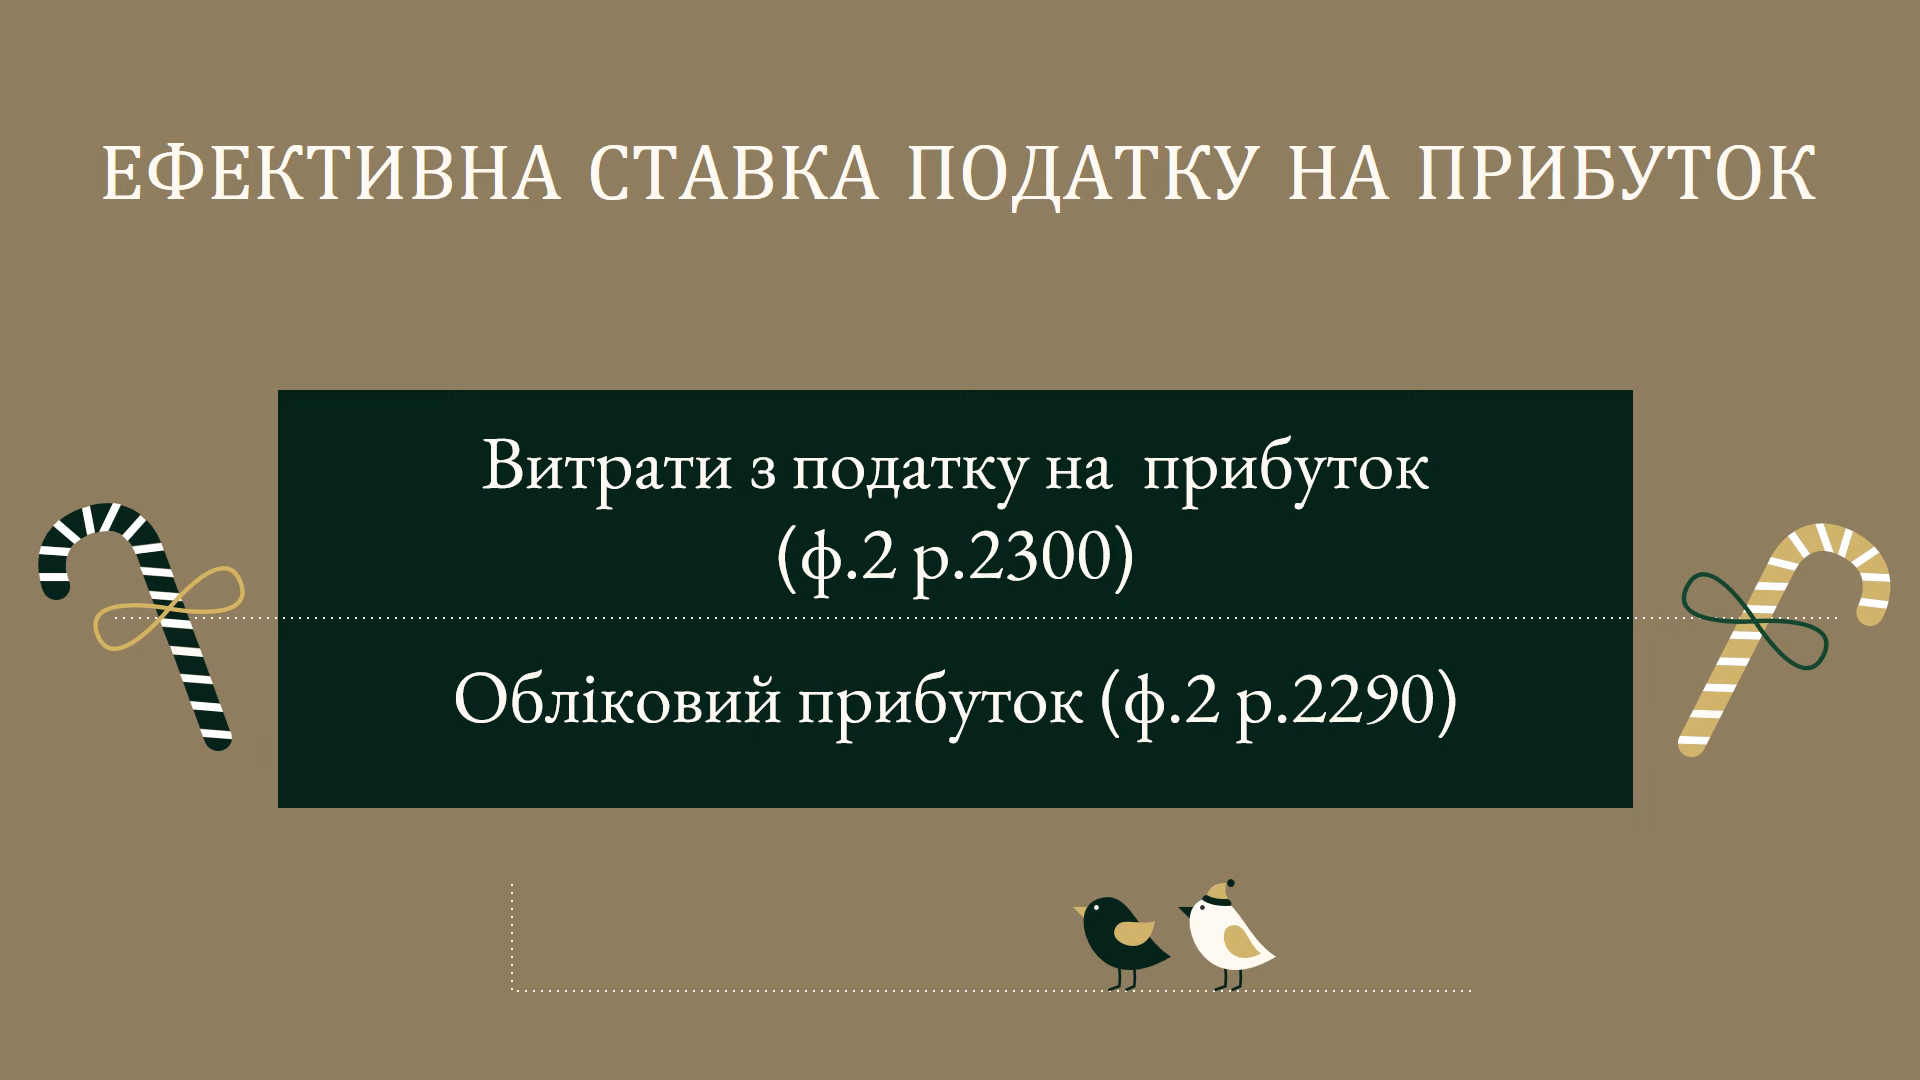 ЕФЕКТИВНА СТАВКА ПОДАТКУ НА ПРИБУТОК
Витрати з податку на прибуток
(ф.2 р.2300)
Обліковий прибуток (ф.2 р.2290)